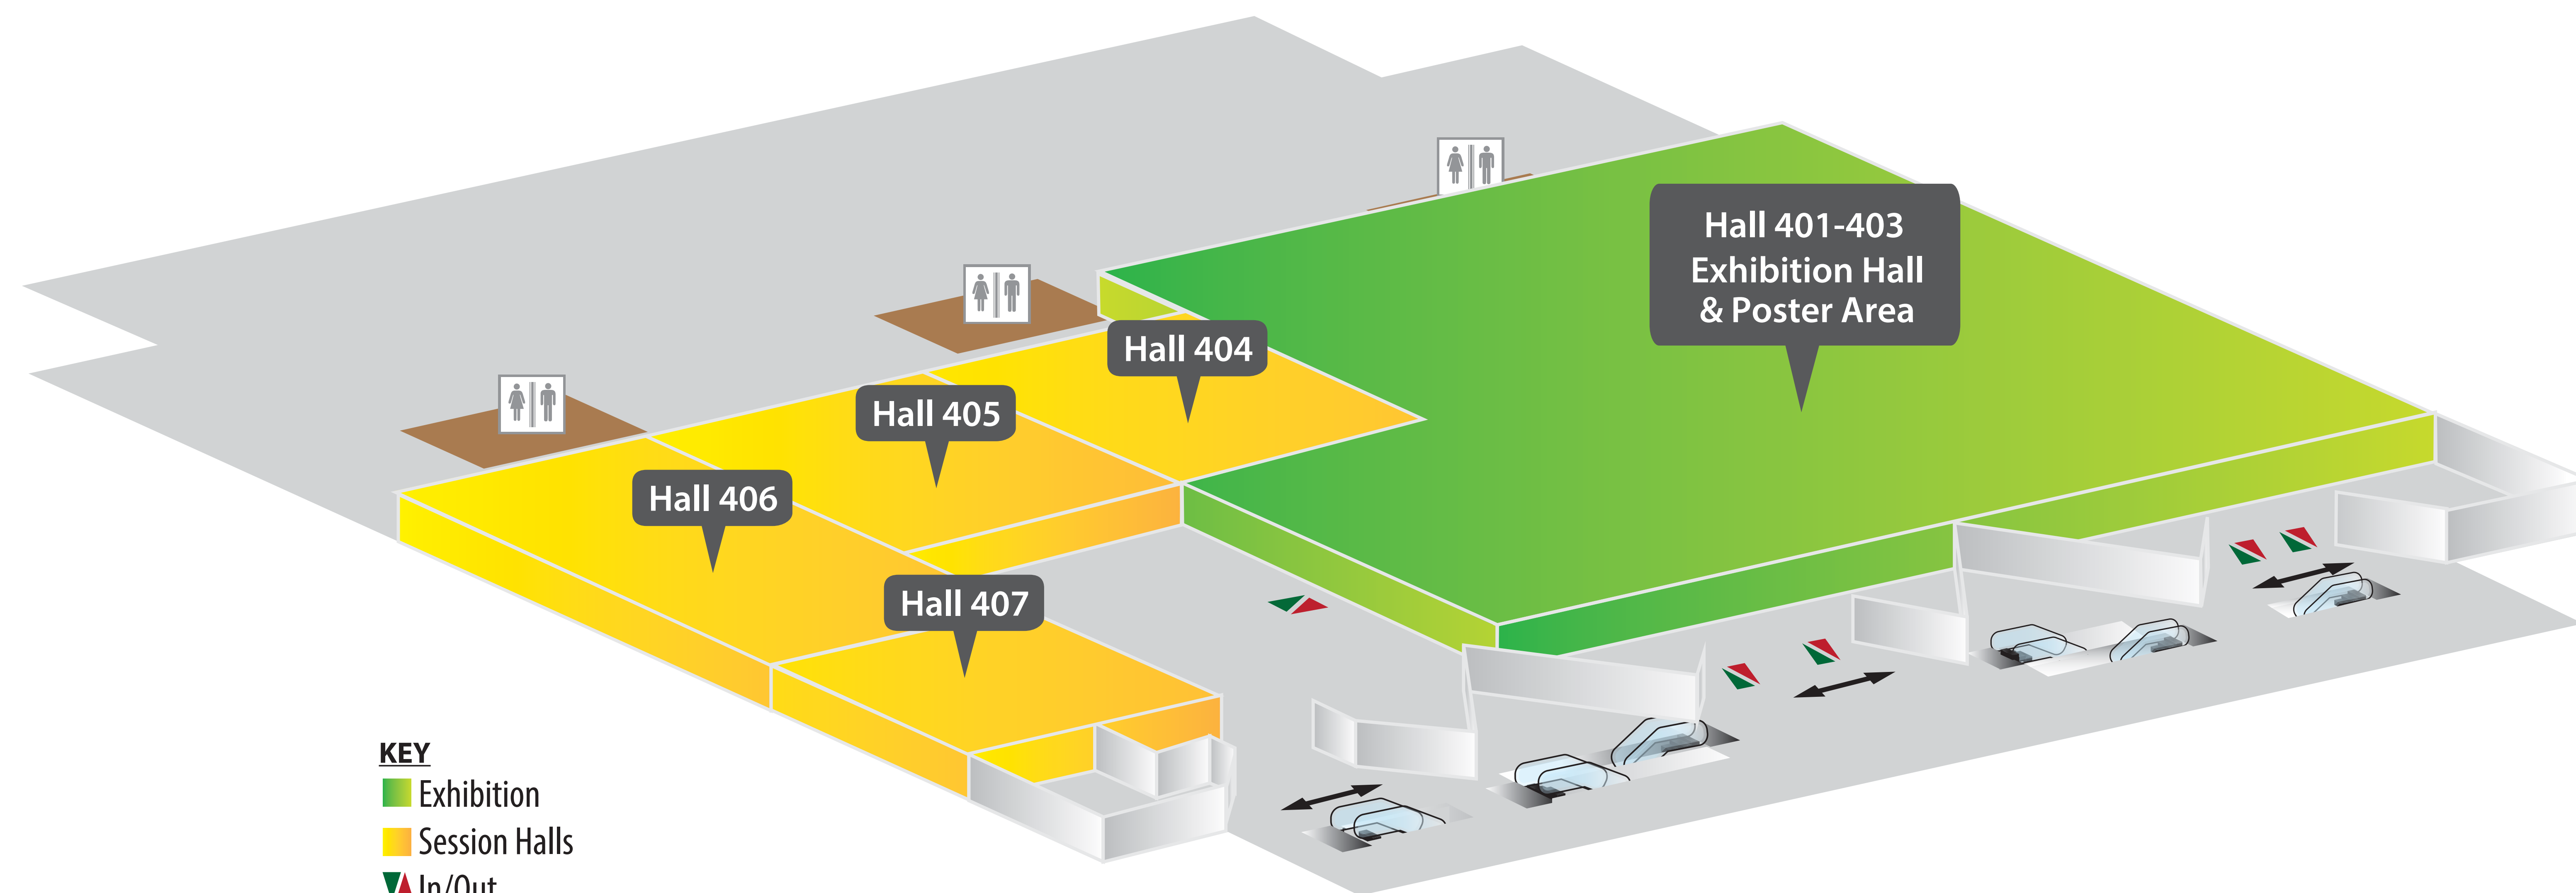 Hall 401-403
Exhibition Hall
& Poster Area
Hall 404
Hall 405
Hall 406
Hall 407
KEY
Exhibition
Session Halls
In/Out